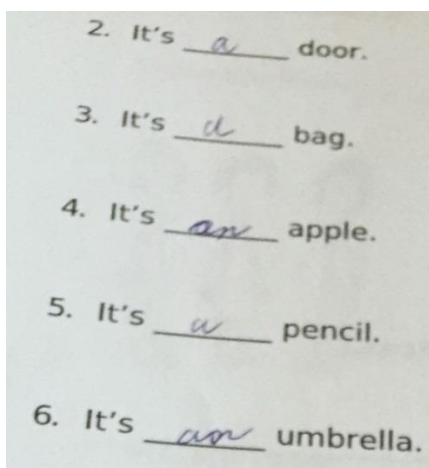 2. It's a door.
3. It's a bag.
4. It's an apple.
5. It's a pencil.
6. It's an umbrella.